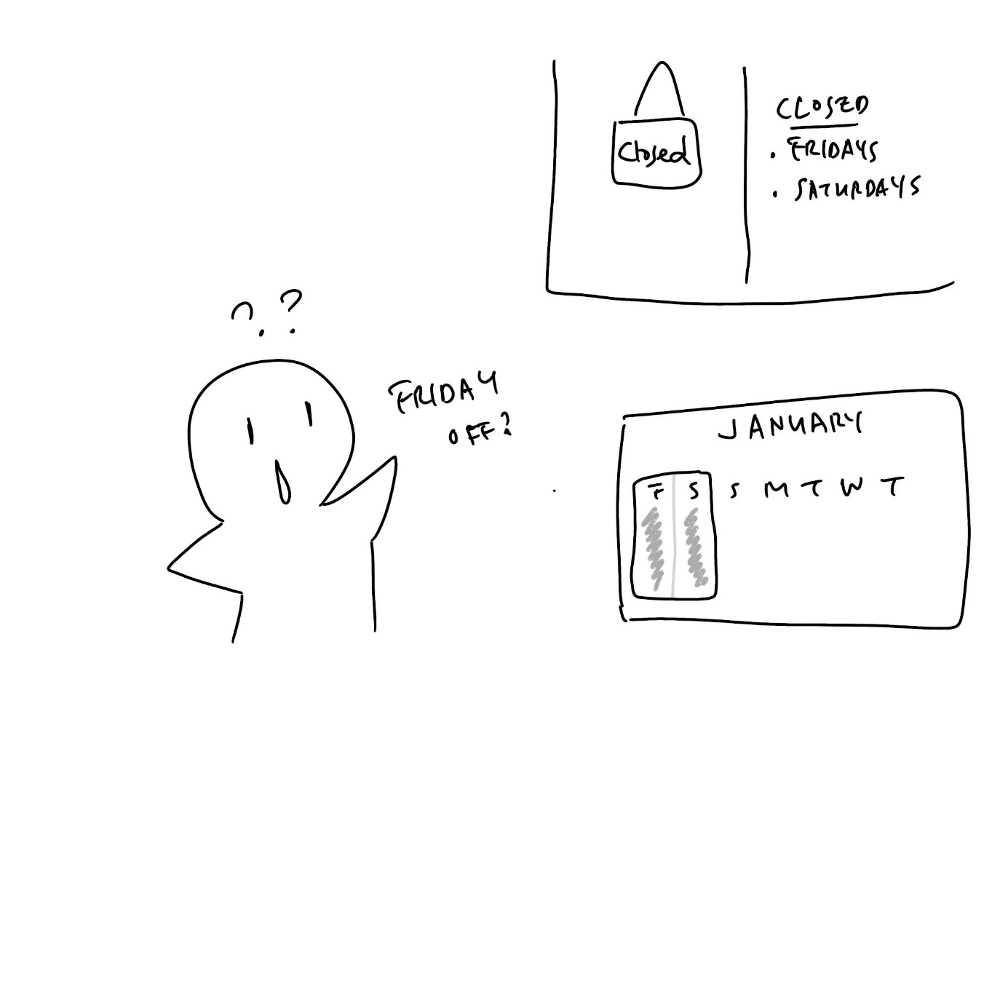 Closed
CLOSED
• FRIDAYS
• SATURDAYS
??
FRIDAY
OFF?
JANUARY
F S S M T W T